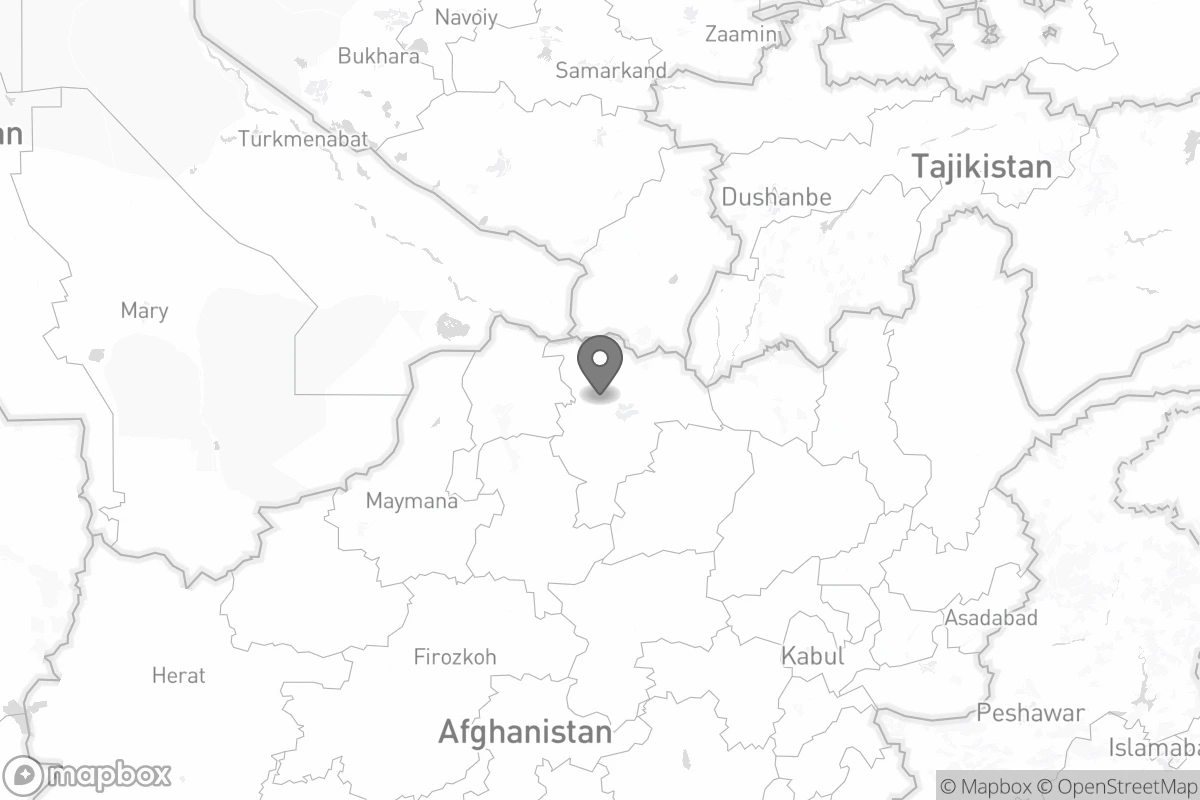 Navoiy
Zaamin
Bukhara
Samarkand
an
Turkmenabat
Tajikistan
Dushanbe
Mary
Maymana
Asadabad
Firozkoh
Kabul
Herat
Peshawar
Afghanistan
Islamaba
mapbox
© Mapbox © OpenStreetMap